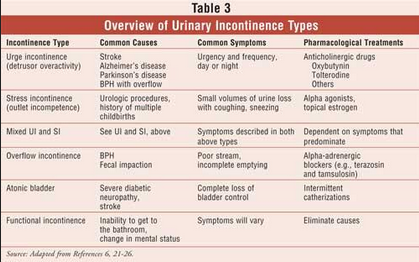 Table 3
Overview of Urinary Incontinence Types
Incontinence Type Common Causes Common Symptoms Pharmacological Treatments
Urge incontinence Stroke Urgency and frequency, Anticholinergic drugs
(detrusor overactivity) Alzheimer's disease day or night Oxybutynin
Parkinson's disease Tolterodine
BPH with overflow Others
Stress incontinence Urologic procedures, Small volumes of urine loss Alpha agonists,
(outlet incompetence) history of multiple with coughing, sneezing topical estrogen
childbirths
Mixed UI and SI See UI and SI, above Symptoms described in both Dependent on symptoms that
above types predominate
Overflow incontinence BPH Poor stream, Alpha-adrenergic
Fecal impaction incomplete emptying blockers (e.g., terazosin
and tamsulosin)
Atonic bladder Severe diabetic Complete loss of Intermittent
neuropathy, bladder control catherizations
stroke
Functional incontinence Inability to get to Symptoms will vary Eliminate causes
the bathroom,
change in mental status
Source: Adapted from References 6, 21-26.